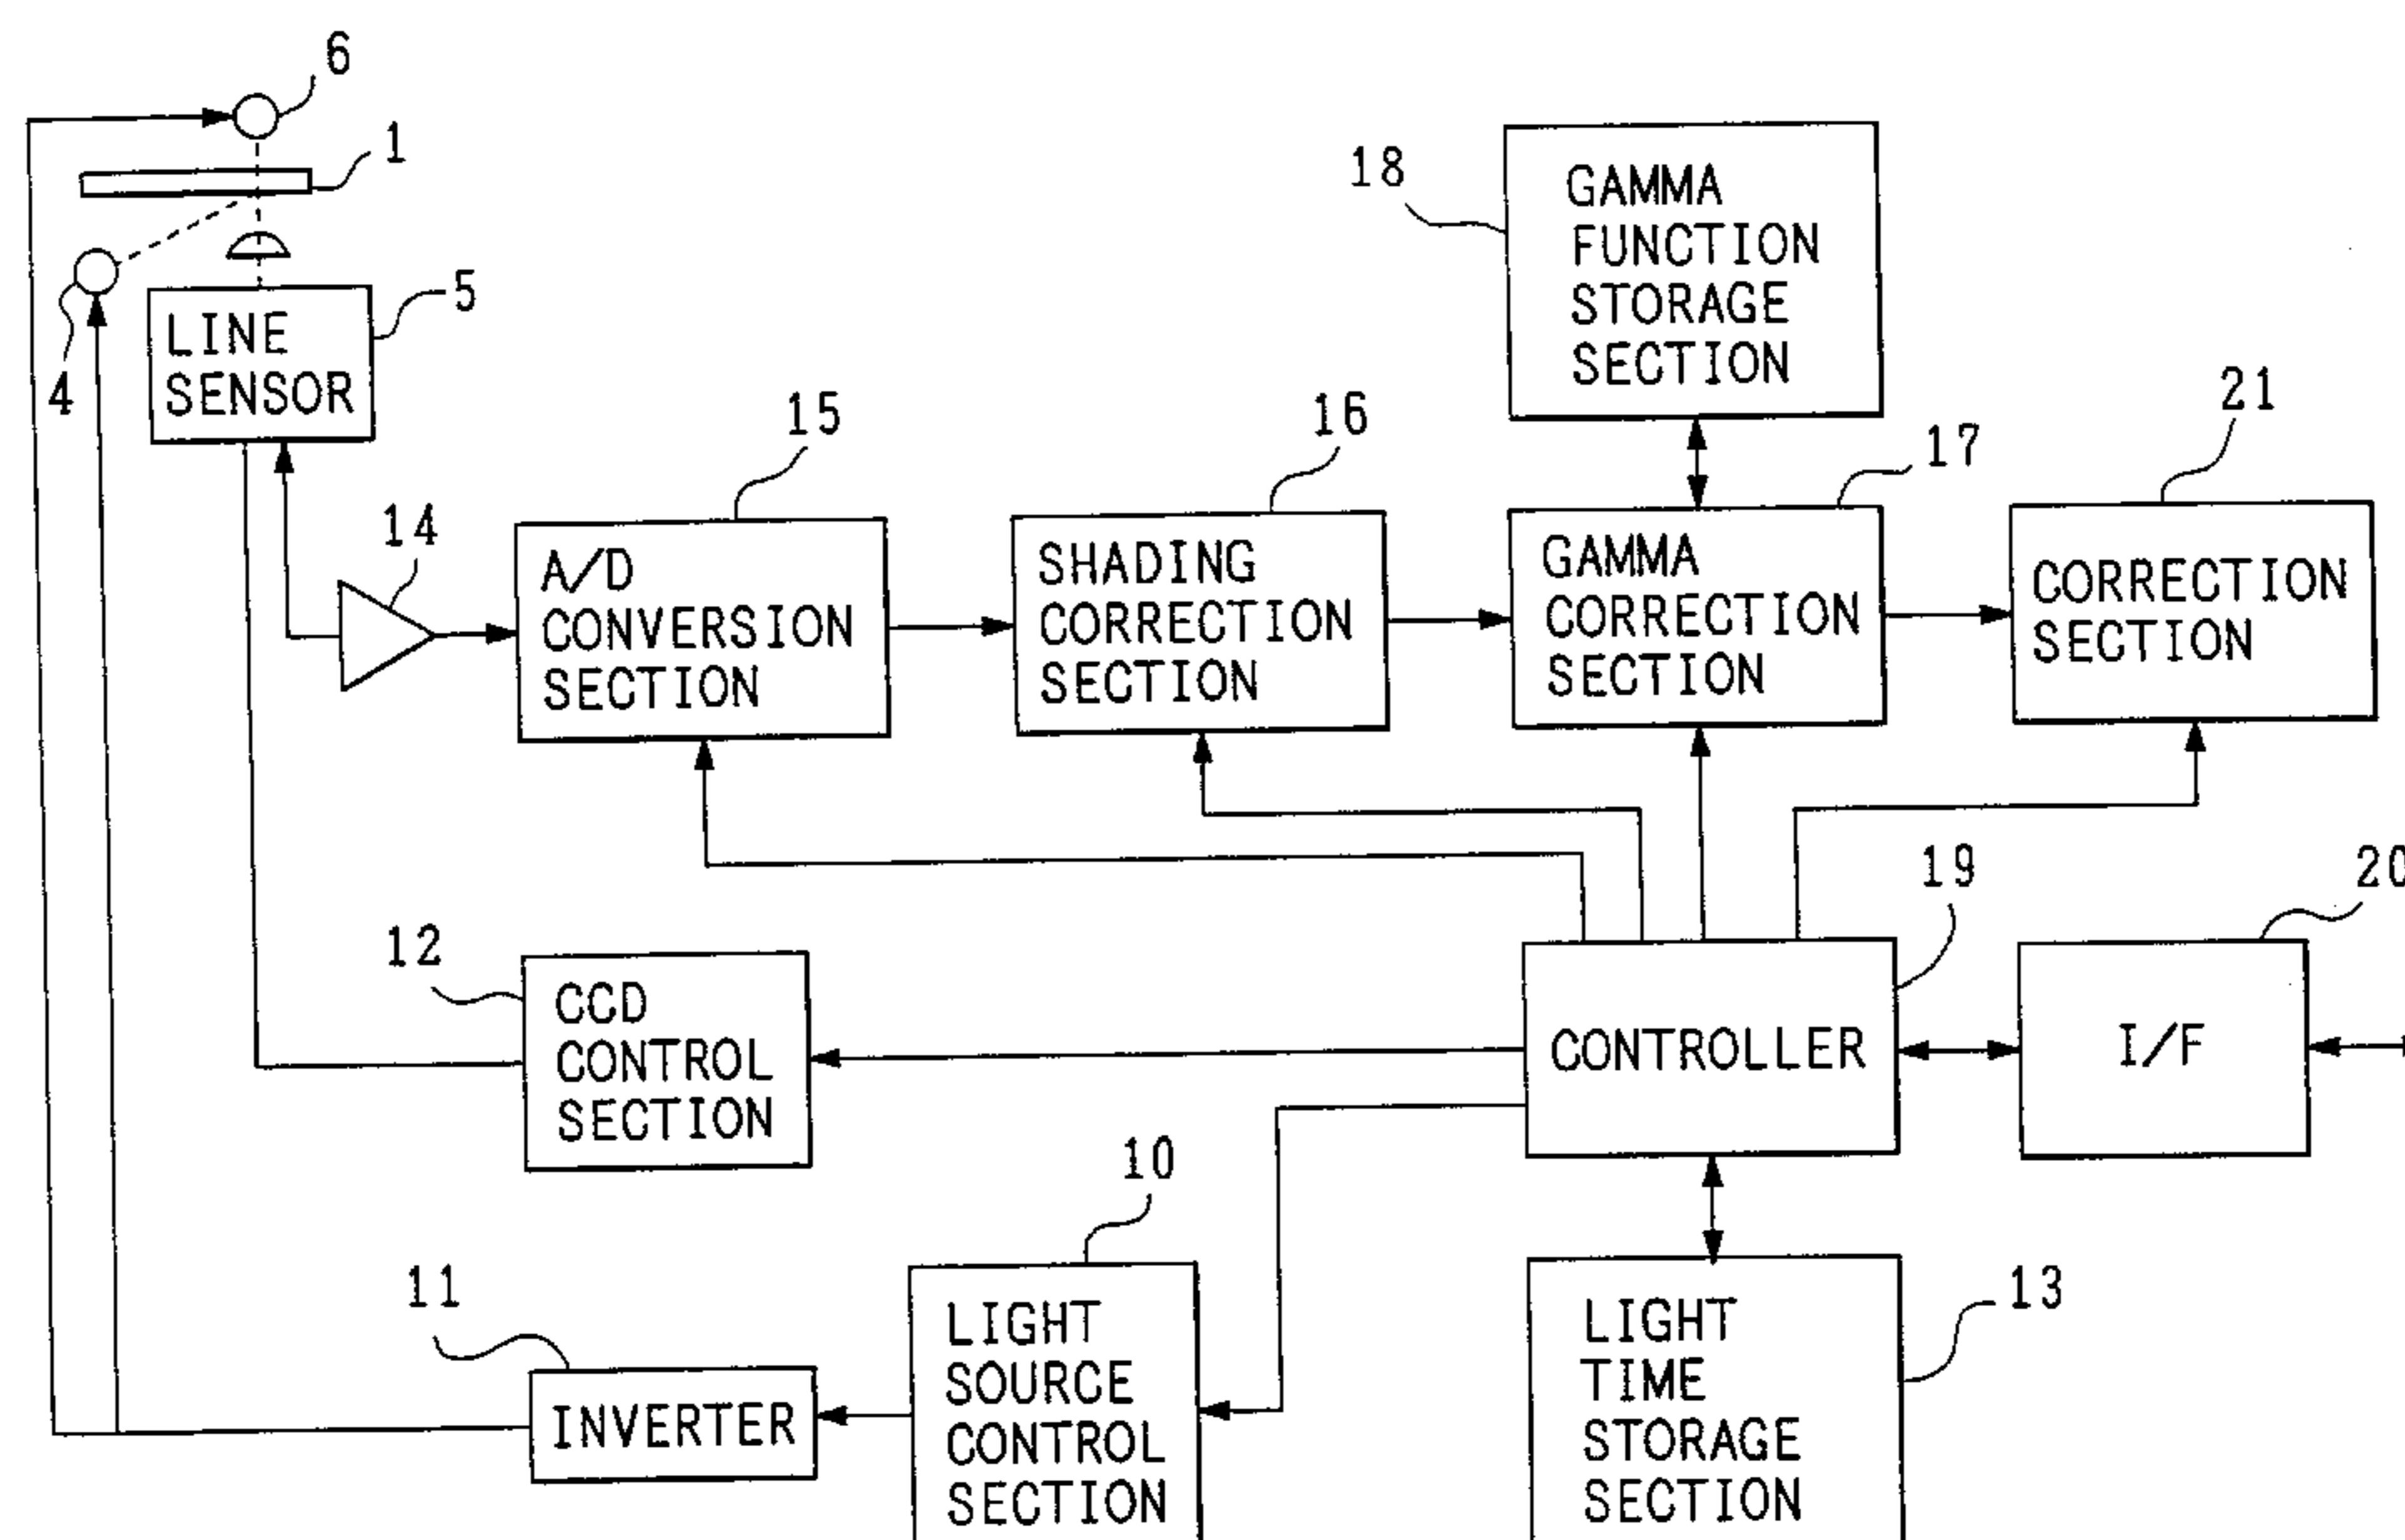 6
1
18
GAMMA
FUNCTION
STORAGE
SECTION
4
LINE
SENSOR
5
15
16
17
21
14
A/D
CONVERSION
SECTION
SHADING
CORRECTION
SECTION
GAMMA
CORRECTION
SECTION
CORRECTION
SECTION
19
20
12
CCD
CONTROL
SECTION
CONTROLLER
I/F
10
11
INVERTER
LIGHT
SOURCE
CONTROL
SECTION
LIGHT
TIME
STORAGE
SECTION
13